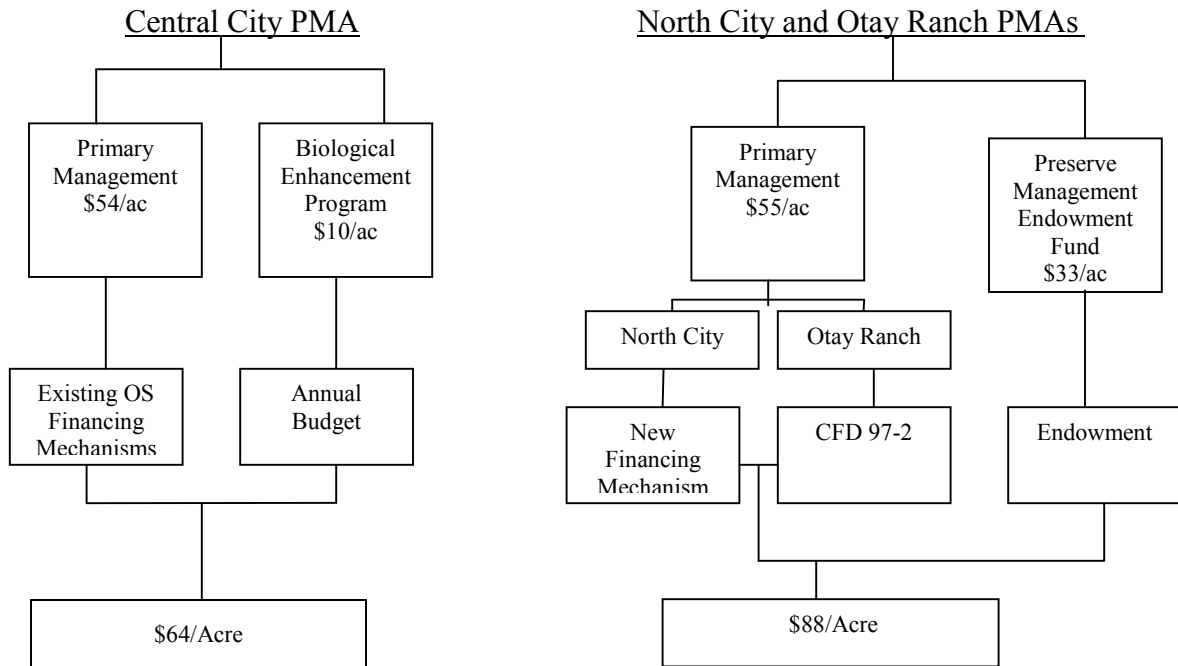 Central City PMA
Primary
Management
$54/ac
Biological
Enhancement
Program
$10/ac
Existing OS
Financing
Mechanisms
Annual
Budget
$64/Acre
North City and Otay Ranch PMAs
Primary
Management
$55/ac
Preserve
Management
Endowment
Fund
$33/ac
North City
Otay Ranch
New
Financing
Mechanism
CFD 97-2
Endowment
$88/Acre